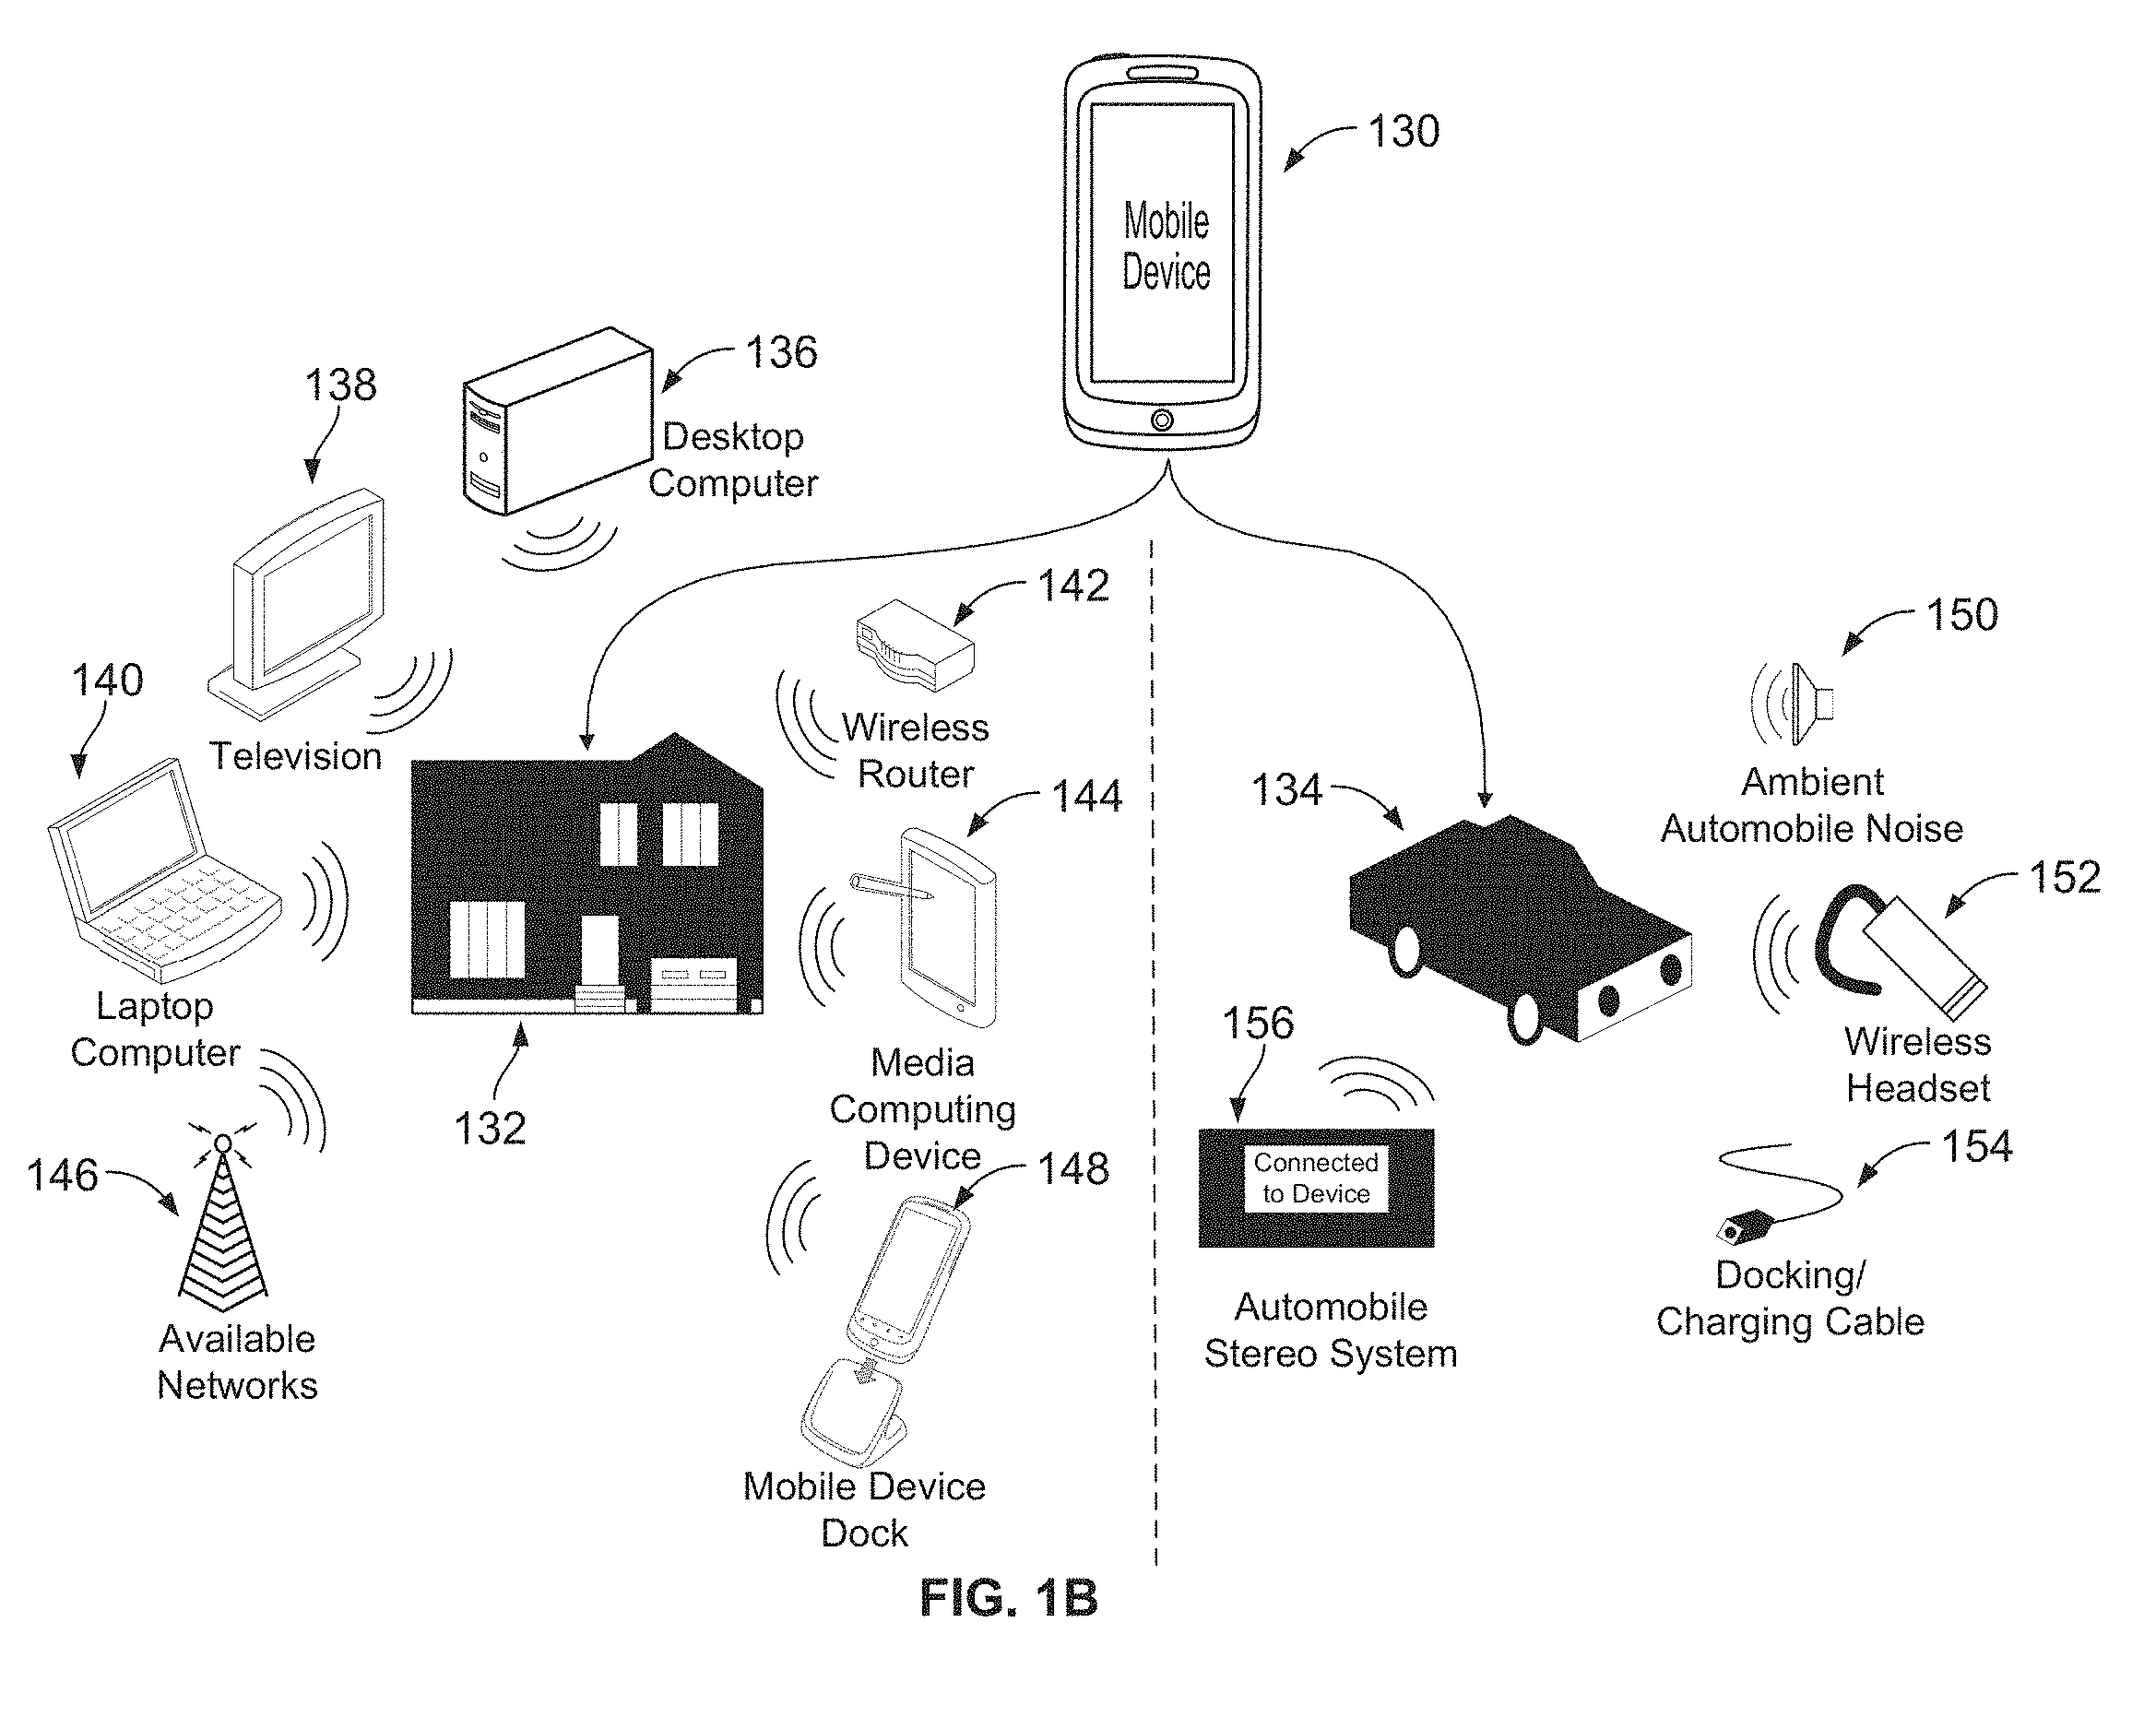 130
Mobile
Device
136
138
Desktop
Computer
142
150
140
Wireless
Router
Television
144
134
Ambient
Automobile Noise
152
Laptop
Computer
156
Wireless
Headset
Media
Computing
Device
132
146
148
Connected
to Device
154
Docking/
Charging Cable
Available
Networks
Automobile
Stereo System
Mobile Device
Dock
FIG. 1B